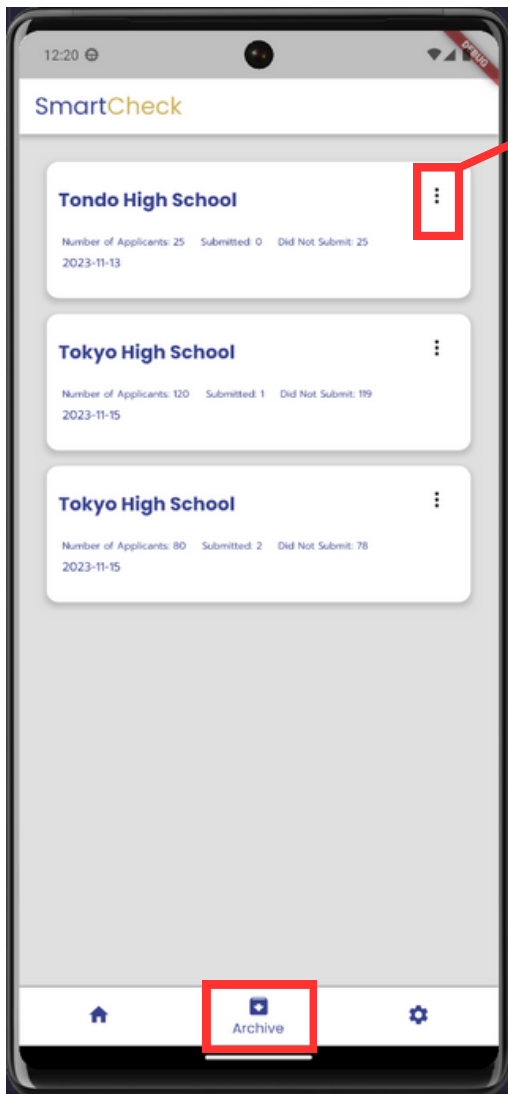 12:20
DEBUG
SmartCheck
Tondo High School
Number of Applicants: 25 Submitted: 0 Did Not Submit: 25
2023-11-13
Tokyo High School
Number of Applicants: 120 Submitted: 1 Did Not Submit: 119
2023-11-15
Tokyo High School
Number of Applicants: 80 Submitted: 2 Did Not Submit: 78
2023-11-15
Archive